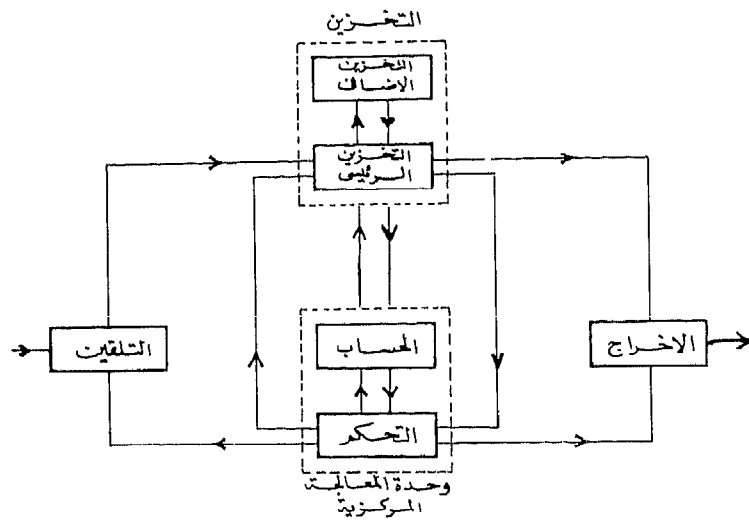 التخزين
التخزين
الاضافى
التخزين
الرئيسى
التلقين
الاخراج
الحساب
التحكم
وحدة المعالجة
المركزية